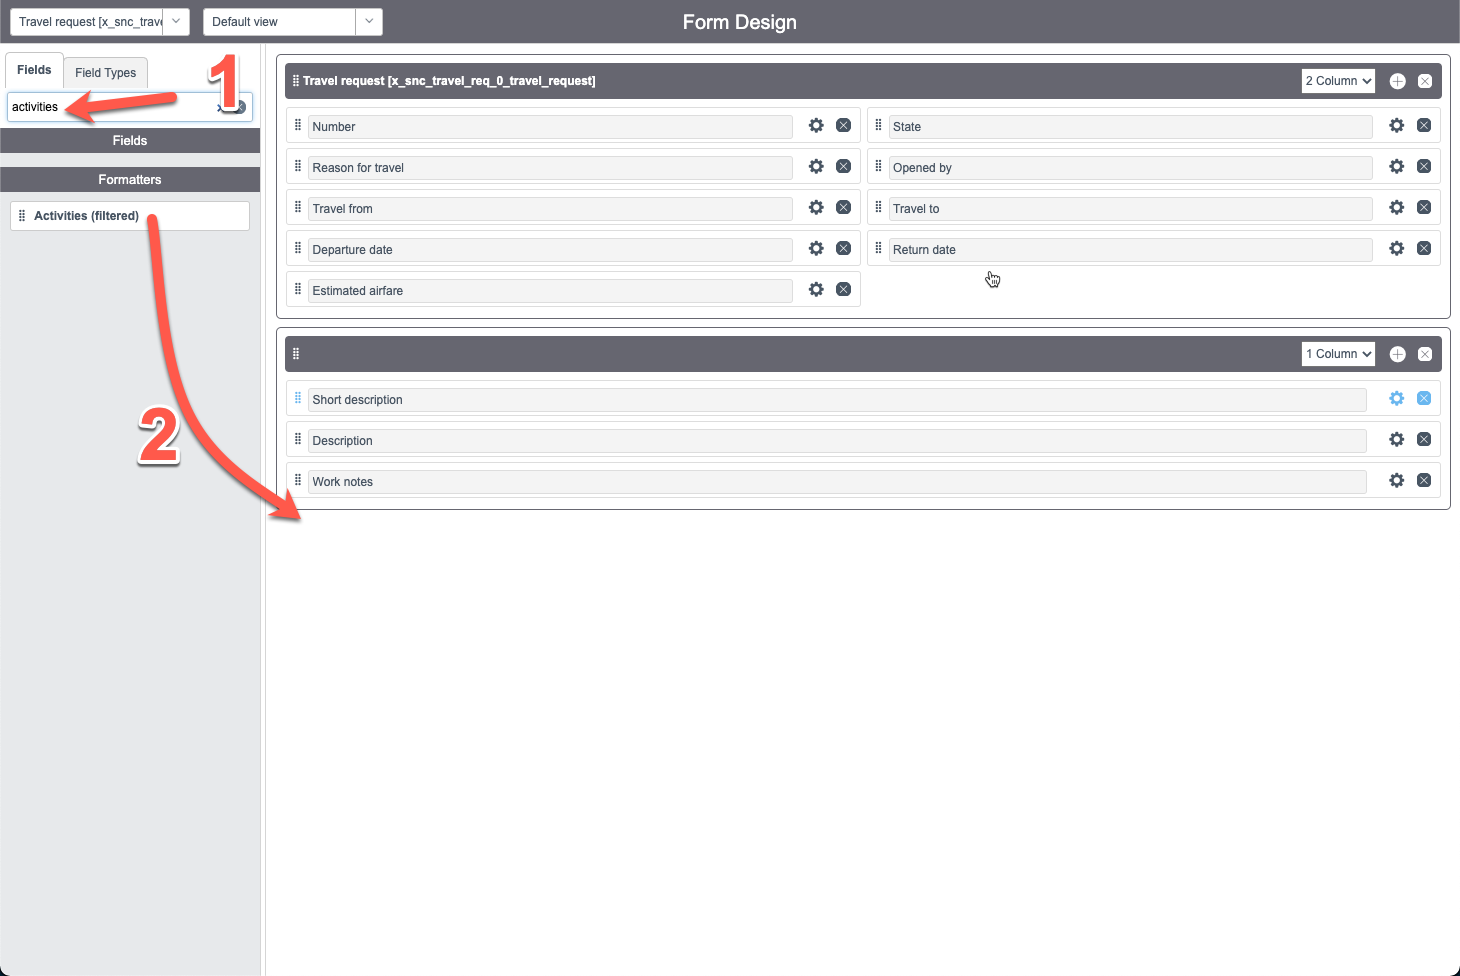 Travel request [x_snc_trave
Default view
Form Design
Fields
Field Types
1
activities
Fields
Formatters
Activities (filtered)
2
Travel request [x_snc_travel_req_0_travel_request]
2 Column
Number
State
Reason for travel
Opened by
Travel from
Travel to
Departure date
Return date
Estimated airfare
1 Column
Short description
Description
Work notes